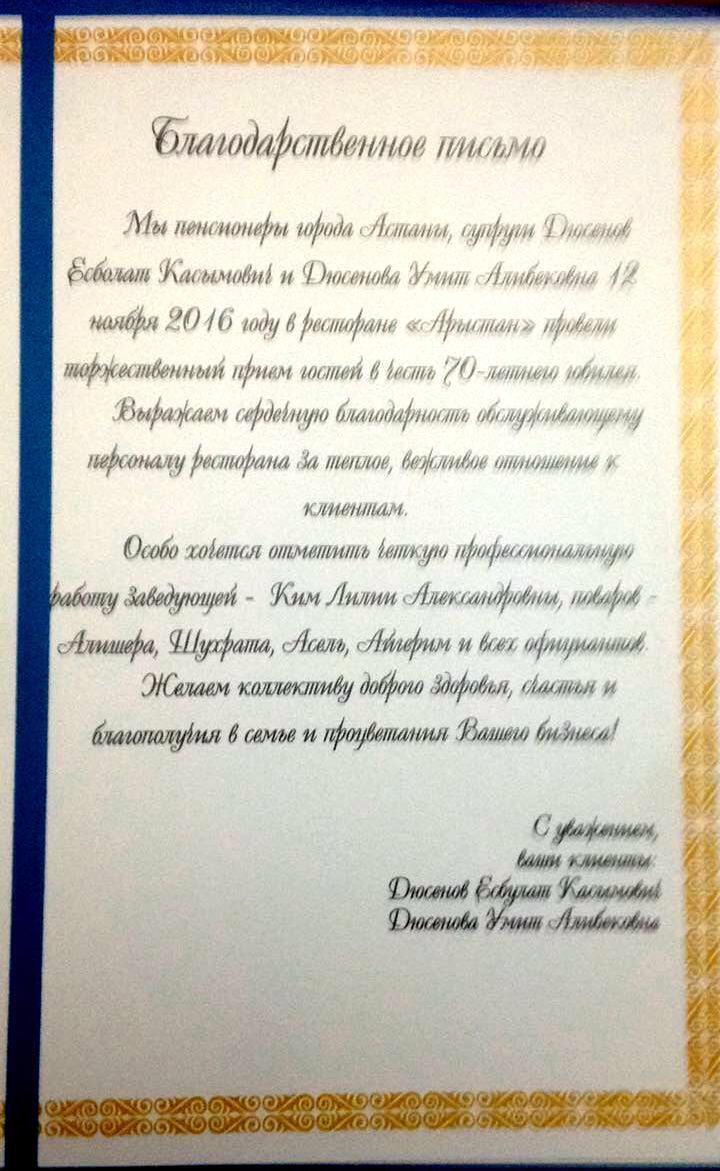 Благодарственное письмо
Мы пенсионеры города Астаны, супруги Дюсенов
Есболат Касымович и Дюсенова Умит Алибековна 12
ноября 2016 году в ресторане «Арыстан» провели
торжественный прием гостей в честь 70-летнего юбилея.
Выражаем сердечную благодарность обслуживающему
персоналу ресторана за теплое, вежливое отношение к
клиентам.
Особо хочется отметить четкую профессиональную
работу заведующей - Ким Лилии Александровны, поваров -
Алишера, Шухрата, Асель, Айгерим и всех официантов.
Желаем коллективу доброго здоровья, счастья и
благополучия в семье и процветания Вашего бизнеса!
С уважением,
ваши клиенты:
Дюсенов Есбулат Касымович
Дюсенова Умит Алибековна